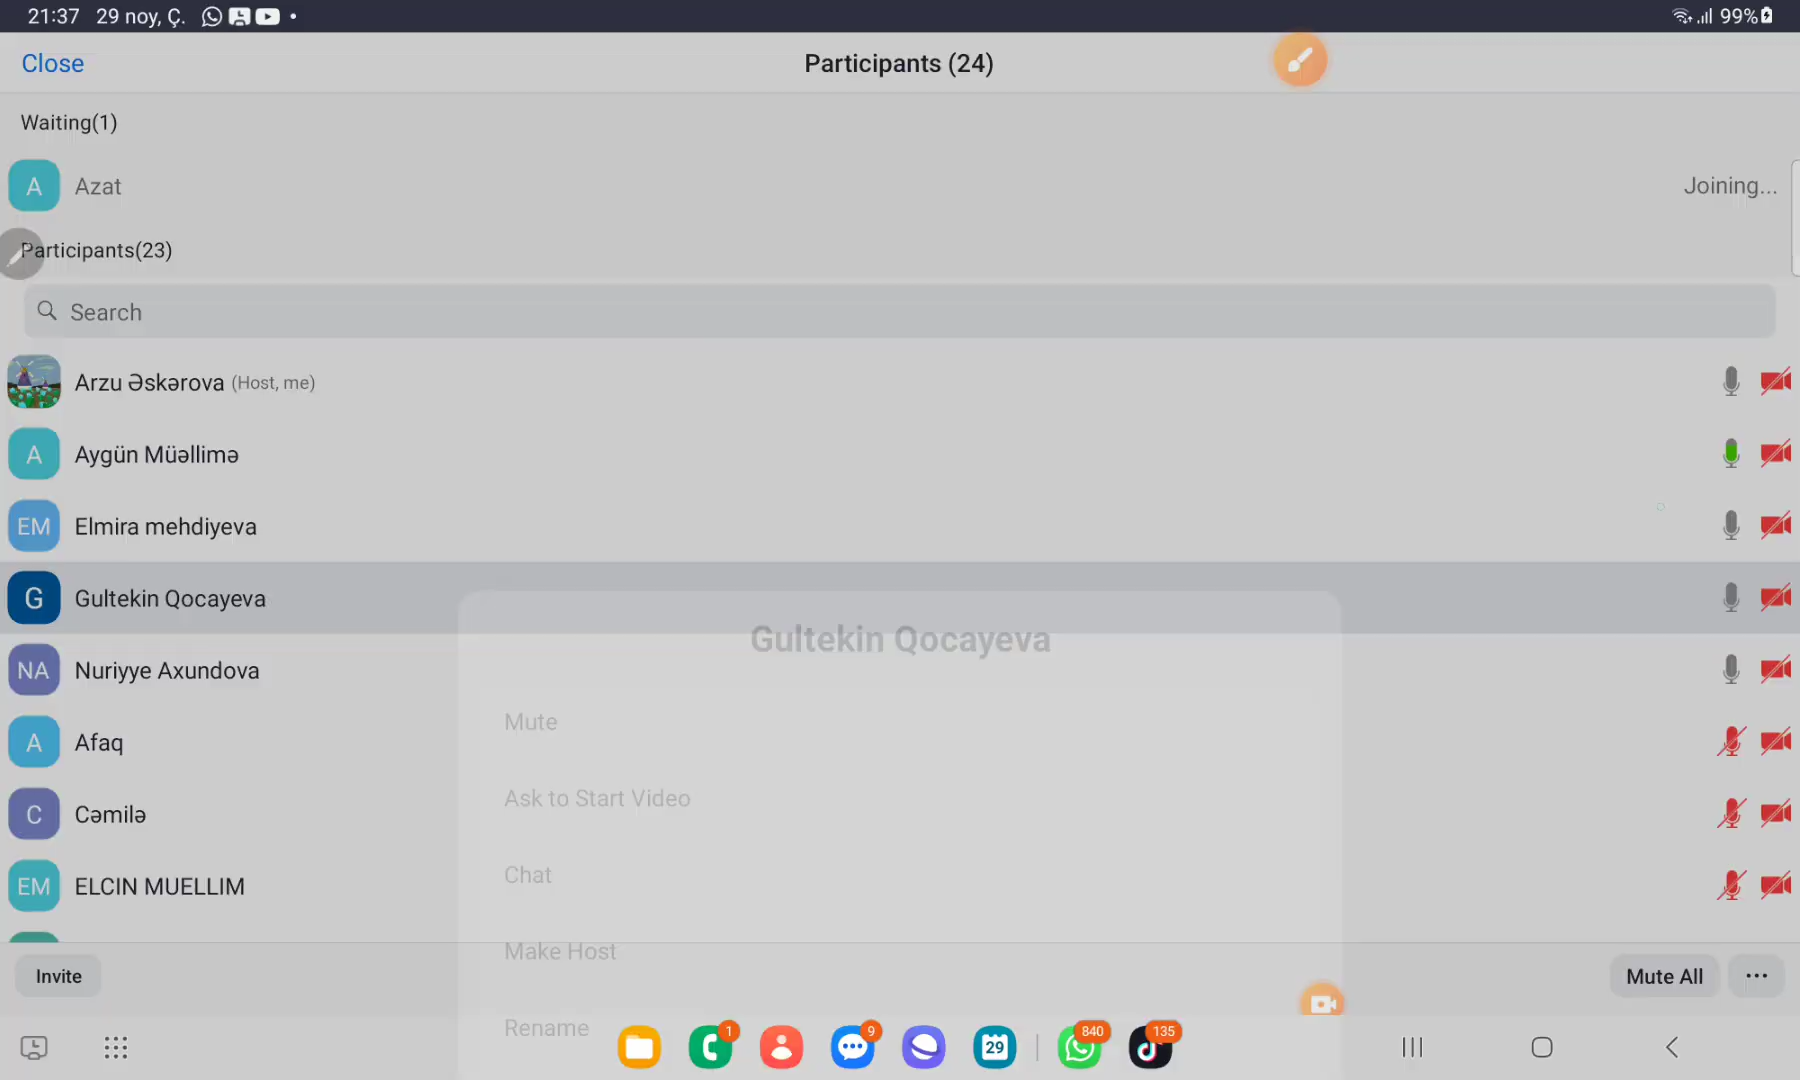 21:37 29 noy, Ç. 99%
Close
Participants (24)
Waiting(1)
A Azat Joining...
Participants(23)
Search
Arzu Əskərova (Host, me)
A Aygün Müəllimə
EM Elmira mehdiyeva
G Gultekin Qocayeva
Gultekin Qocayeva
NA Nuriyye Axundova
Mute
A Afaq
Ask to Start Video
C Cəmilə
Chat
EM ELCIN MUELLIM
Make Host
Invite
Mute All
Rename
1
9
29
840
135